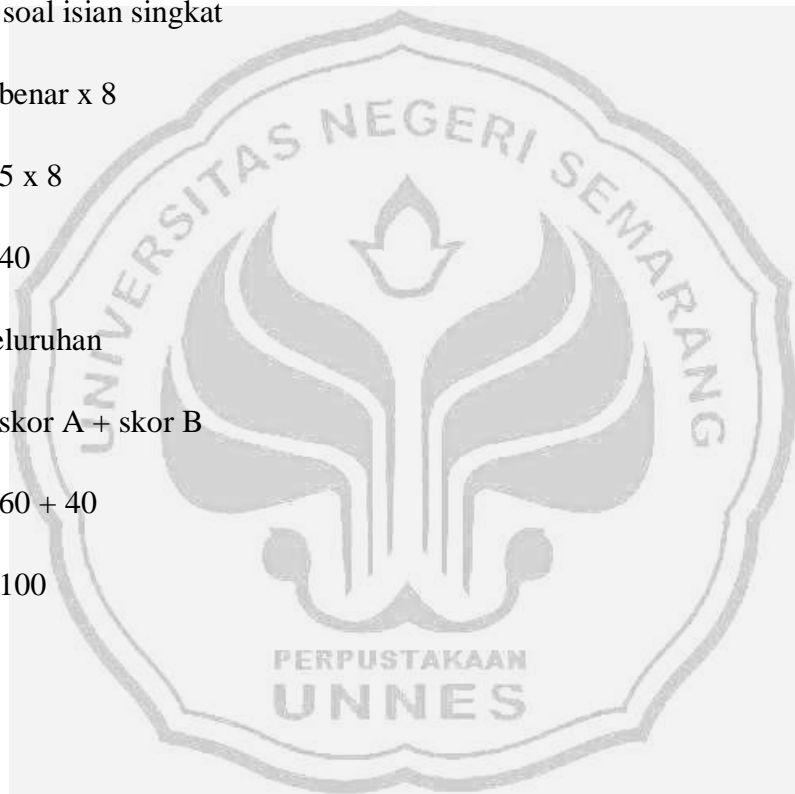 soal isian singkat
benar x 8
5 x 8
40
eluruhan
skor A + skor B
60 + 40
100
UNIVERSITAS NEGERI SEMARANG
PERPUSTAKAAN
UNNES